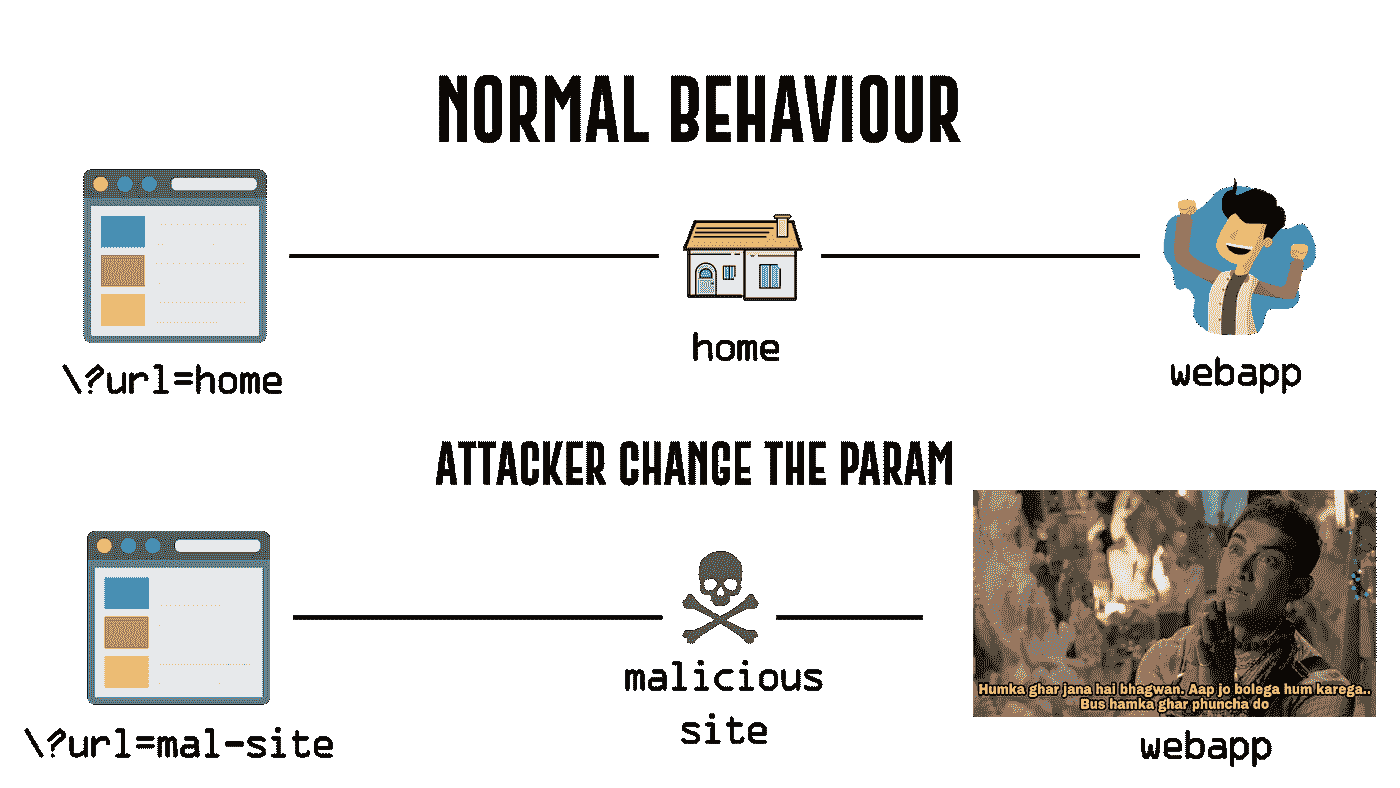 NORMAL BEHAVIOUR
\?url=home
home
webapp
ATTACKER CHANGE THE PARAM
\?url=mal-site
malicious
site
Humka ghar jana hai bhagwan. Aap jo bolega hum karega..
Bus hamka ghar phuncha do
webapp